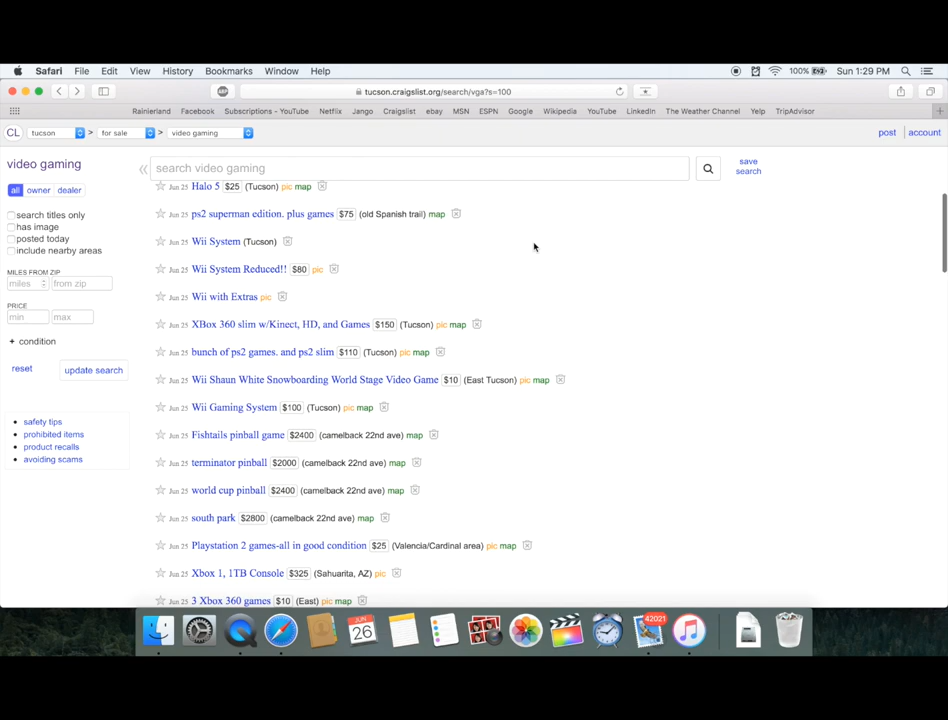 Safari File Edit View History Bookmarks Window Help 100% Sun 1:29 PM
ABP tucson.craigslist.org/search/vga?s=100
Rainierland Facebook Subscriptions - YouTube Netflix Jango Craigslist ebay MSN ESPN Google Wikipedia YouTube LinkedIn The Weather Channel Yelp TripAdvisor
CL tucson > for sale > video gaming post account
video gaming
search video gaming
save search
all owner dealer
search titles only
has image
posted today
include nearby areas
MILES FROM ZIP
miles from zip
PRICE
min max
+ condition
reset update search
safety tips
prohibited items
product recalls
avoiding scams
Jun 25 Halo 5 $25 (Tucson) pic map
Jun 25 ps2 superman edition. plus games $75 (old Spanish trail) map
Jun 25 Wii System (Tucson)
Jun 25 Wii System Reduced!! $80 pic
Jun 25 Wii with Extras pic
Jun 25 XBox 360 slim w/Kinect, HD, and Games $150 (Tucson) pic map
Jun 25 bunch of ps2 games. and ps2 slim $110 (Tucson) pic map
Jun 25 Wii Shaun White Snowboarding World Stage Video Game $10 (East Tucson) pic map
Jun 25 Wii Gaming System $100 (Tucson) pic map
Jun 25 Fishtails pinball game $2400 (camelback 22nd ave) map
Jun 25 terminator pinball $2000 (camelback 22nd ave) map
Jun 25 world cup pinball $2400 (camelback 22nd ave) map
Jun 25 south park $2800 (camelback 22nd ave) map
Jun 25 Playstation 2 games-all in good condition $25 (Valencia/Cardinal area) pic map
Jun 25 Xbox 1, 1TB Console $325 (Sahuarita, AZ) pic
Jun 25 3 Xbox 360 games $10 (East) pic map
JUN 26
42021